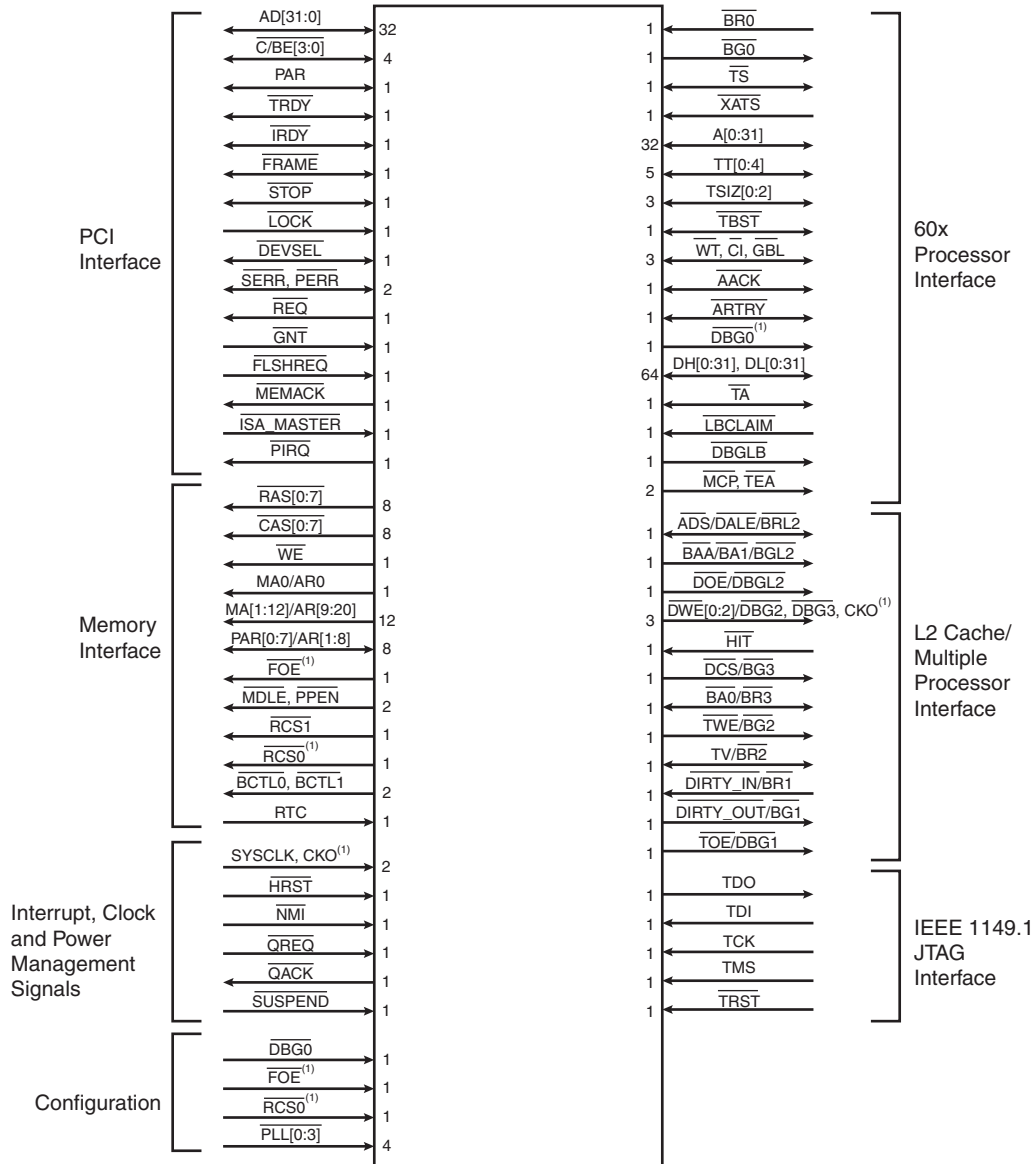 PCI
Interface
AD[31:0]
32
C/BE[3:0]
4
PAR
1
TRDY
1
IRDY
1
FRAME
1
STOP
1
LOCK
1
DEVSEL
1
SERR, PERR
2
REQ
1
GNT
1
FLSHREQ
1
MEMACK
1
ISA_MASTER
1
PIRQ
1
Memory
Interface
RAS[0:7]
8
CAS[0:7]
8
WE
1
MA0/AR0
1
MA[1:12]/AR[9:20]
12
PAR[0:7]/AR[1:8]
8
FOE(1)
1
MDLE, PPEN
2
RCS1
1
RCS0(1)
1
BCTL0, BCTL1
2
RTC
1
Interrupt, Clock
and Power
Management
Signals
SYSCLK, CKO(1)
2
HRST
1
NMI
1
QREQ
1
QACK
1
SUSPEND
1
Configuration
DBG0
1
FOE(1)
1
RCS0(1)
1
PLL[0:3]
4
60x
Processor
Interface
1
BR0
1
BG0
1
TS
1
XATS
32
A[0:31]
5
TT[0:4]
3
TSIZ[0:2]
1
TBST
3
WT, CI, GBL
1
AACK
1
ARTRY
1
DBG0(1)
64
DH[0:31], DL[0:31]
1
TA
1
LBCLAIM
1
DBGLB
2
MCP, TEA
L2 Cache/
Multiple
Processor
Interface
1
ADS/DALE/BRL2
1
BAA/BA1/BGL2
1
DOE/DBGL2
3
DWE[0:2]/DBG2, DBG3, CKO(1)
1
HIT
1
DCS/BG3
1
BA0/BR3
1
TWE/BG2
1
TV/BR2
1
DIRTY_IN/BR1
1
DIRTY_OUT/BG1
1
TOE/DBG1
IEEE 1149.1
JTAG
Interface
1
TDO
1
TDI
1
TCK
1
TMS
1
TRST